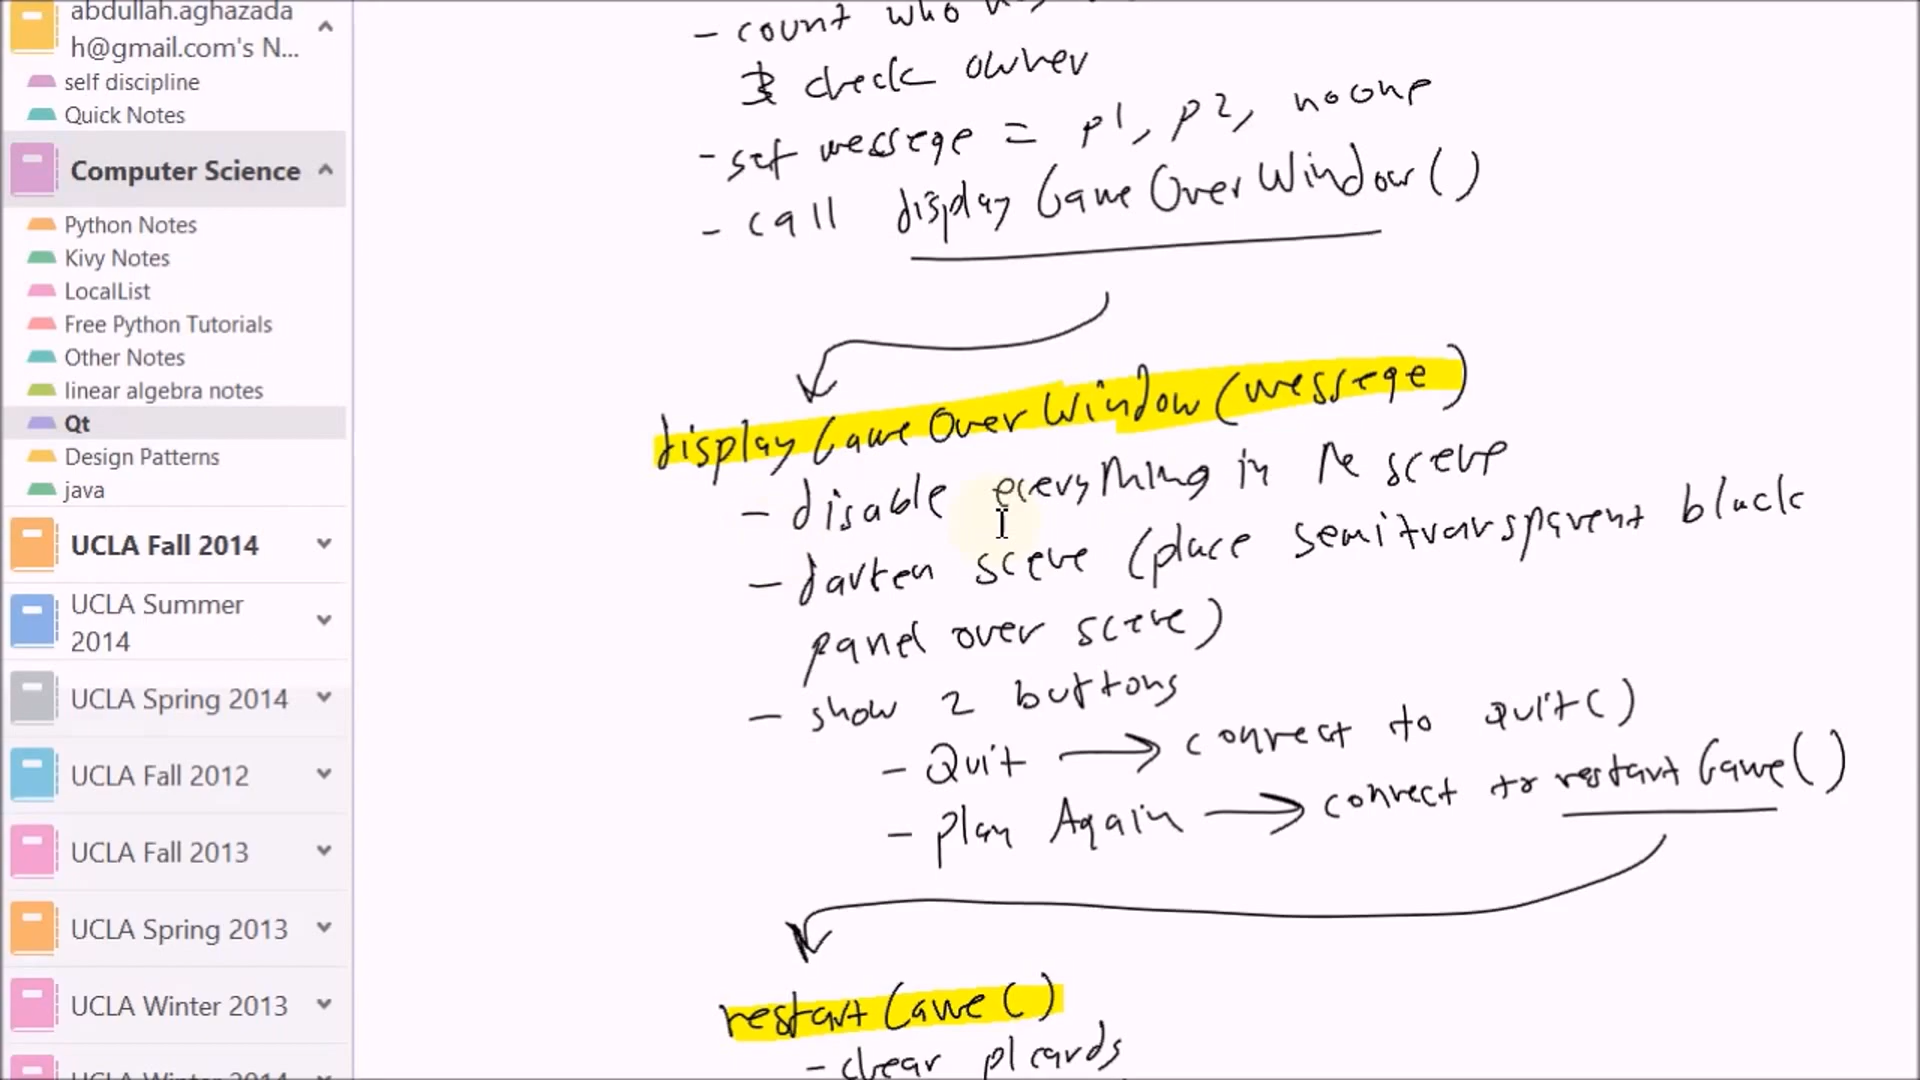 abdullah.aghazada
h@gmail.com's N...
self discipline
Quick Notes
Computer Science
Python Notes
Kivy Notes
LocalList
Free Python Tutorials
Other Notes
linear algebra notes
Qt
Design Patterns
java
UCLA Fall 2014
UCLA Summer
2014
UCLA Spring 2014
UCLA Fall 2012
UCLA Fall 2013
UCLA Spring 2013
UCLA Winter 2013
UCLA Winter 2014
- count who
check owner
- set message = p1, p2, noone
- call displayGameOverWindow()
displayGameOverWindow(message)
- disable everything in the scene
- darken scene (place semitransparent black
panel over scene)
- show 2 buttons
- Quit → connect to quit()
- Play Again → connect to restartGame()
restartGame()
- clear p1 cards